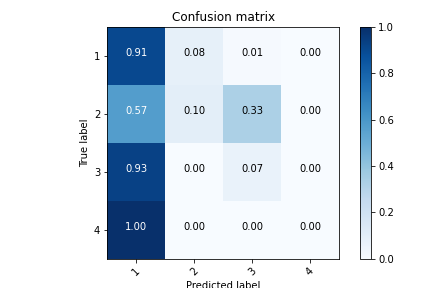 Confusion matrix
1.0
1 0.91 0.08 0.01 0.00
0.8
2 0.57 0.10 0.33 0.00
0.6
True label
0.4
3 0.93 0.00 0.07 0.00
0.2
4 1.00 0.00 0.00 0.00
0.0
1 2 3 4
Predicted label